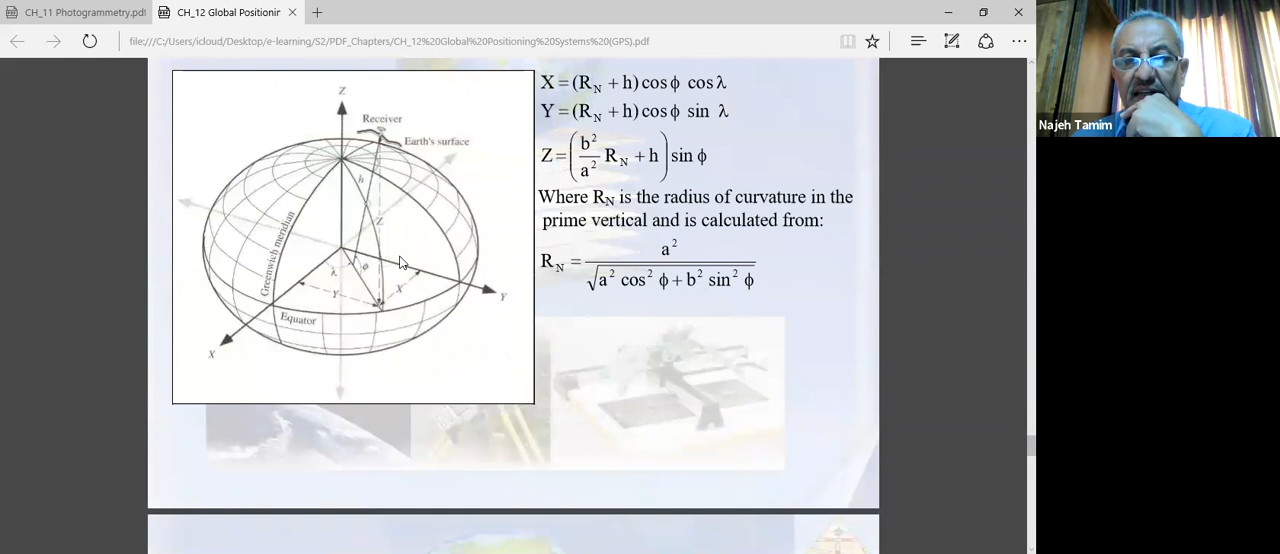 CH_11 Photogrammetry.pdf
CH_12 Global Positionin
file:///C:/Users/icloud/Desktop/e-learning/S2/PDF_Chapters/CH_12%20Global%20Positioning%20Systems%20(GPS).pdf
Z
Receiver
Earth's surface
h
Z
Greenwich meridian
λ
ϕ
Y
X
Equator
Y
X
X = (R_N + h) cos ϕ cos λ
Y = (R_N + h) cos ϕ sin λ
Z = (b²/a² R_N + h) sin ϕ
Where R_N is the radius of curvature in the
prime vertical and is calculated from:
R_N = a² / √(a² cos² ϕ + b² sin² ϕ)
Najeh Tamim